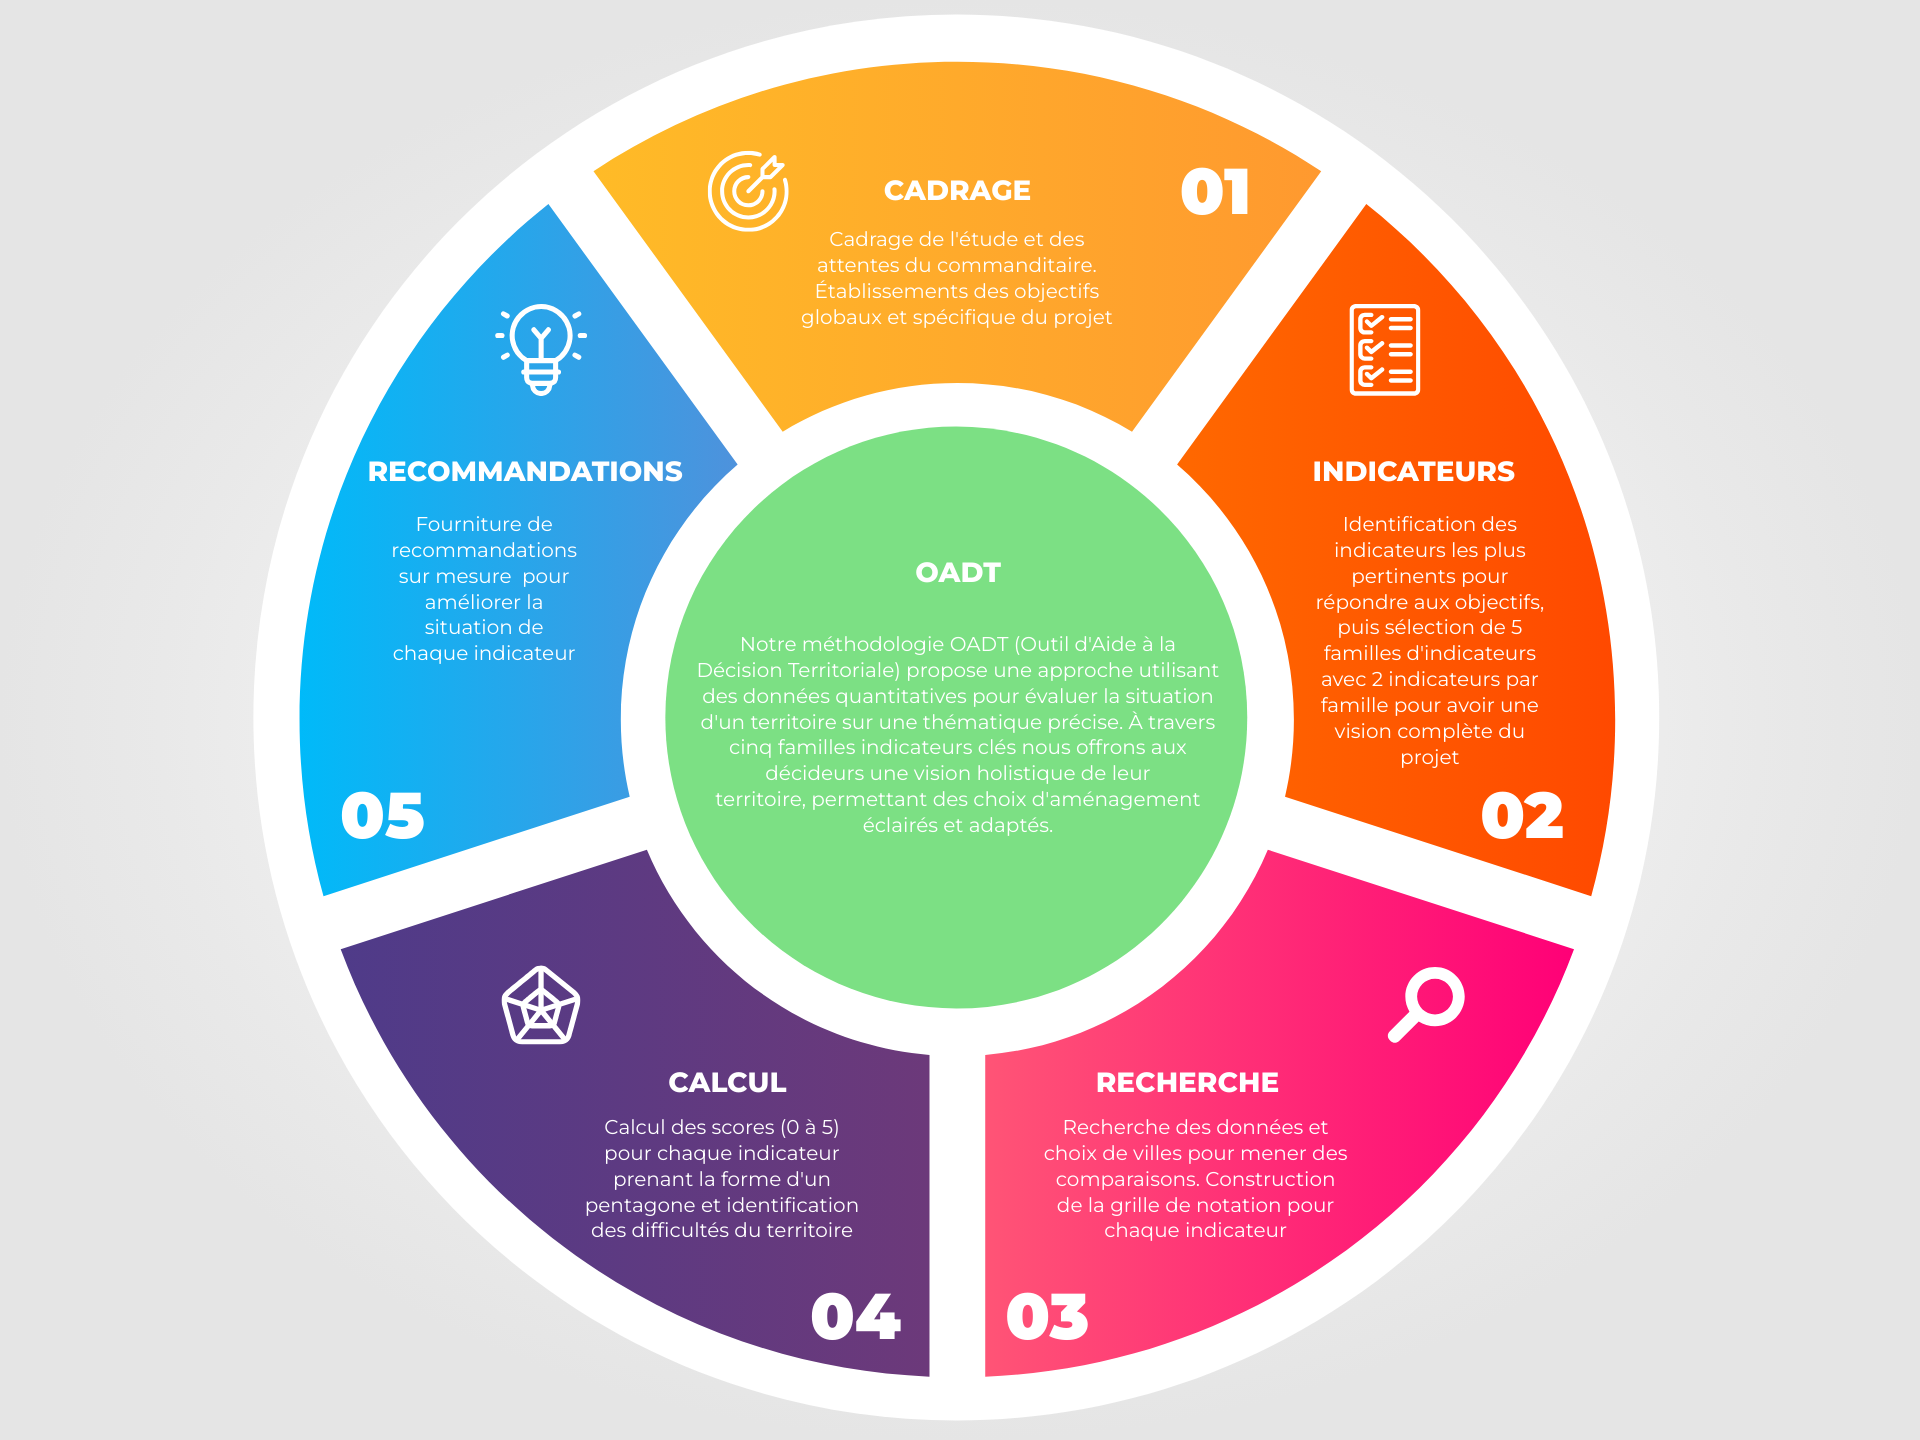 CADRAGE
01
Cadrage de l'étude et des
attentes du commanditaire.
Établissements des objectifs
globaux et spécifique du projet
INDICATEURS
Identification des
indicateurs les plus
pertinents pour
répondre aux objectifs,
puis sélection de 5
familles d'indicateurs
avec 2 indicateurs par
famille pour avoir une
vision complète du
projet
02
RECHERCHE
Recherche des données et
choix de villes pour mener des
comparaisons. Construction
de la grille de notation pour
chaque indicateur
03
CALCUL
Calcul des scores (0 à 5)
pour chaque indicateur
prenant la forme d'un
pentagone et identification
des difficultés du territoire
04
RECOMMANDATIONS
Fourniture de
recommandations
sur mesure  pour
améliorer la
situation de
chaque indicateur
05
OADT
Notre méthodologie OADT (Outil d'Aide à la
Décision Territoriale) propose une approche utilisant
des données quantitatives pour évaluer la situation
d'un territoire sur une thématique précise. À travers
cinq familles indicateurs clés nous offrons aux
décideurs une vision holistique de leur
territoire, permettant des choix d'aménagement
éclairés et adaptés.